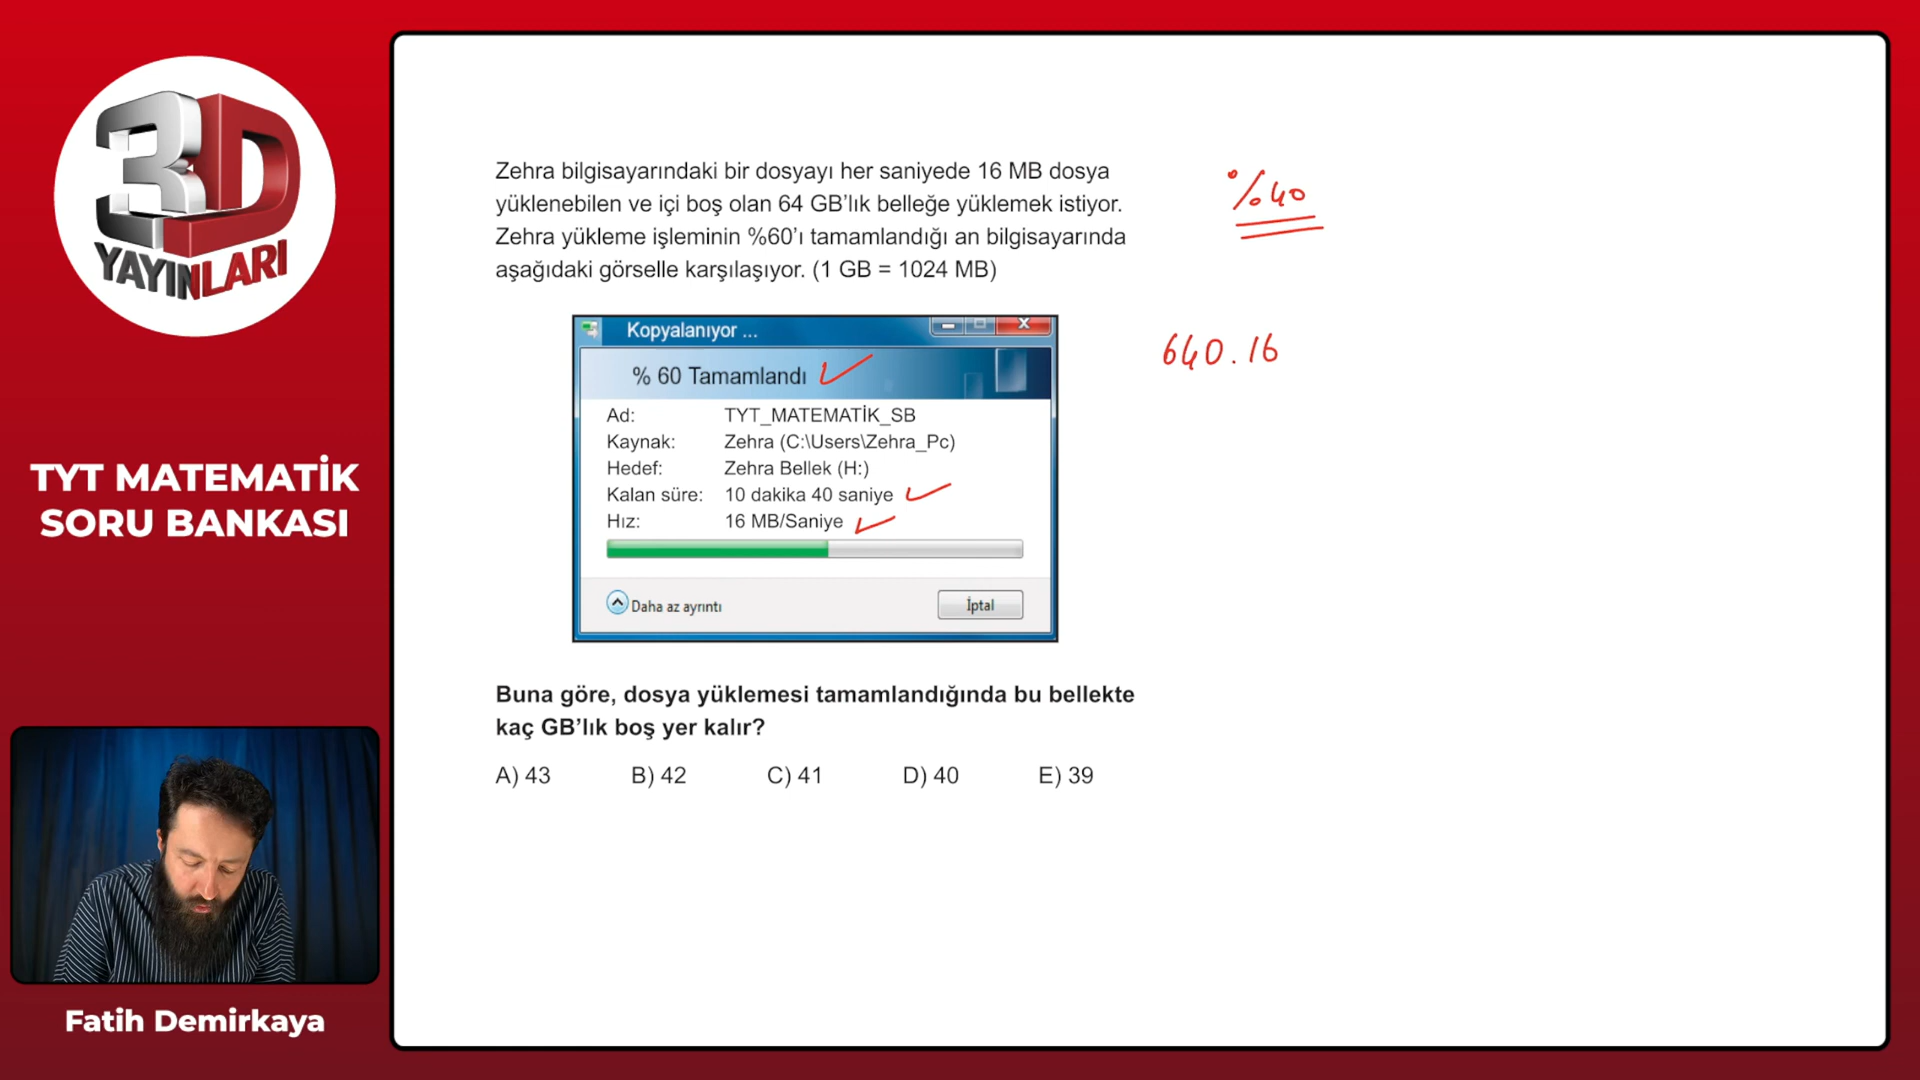 3D
YAYINLARI
TYT MATEMATİK
SORU BANKASI
Fatih Demirkaya
Zehra bilgisayarındaki bir dosyayı her saniyede 16 MB dosya
yüklenebilen ve içi boş olan 64 GB’lık belleğe yüklemek istiyor.
Zehra yükleme işleminin %60’ı tamamlandığı an bilgisayarında
aşağıdaki görselle karşılaşıyor. (1 GB = 1024 MB)
Kopyalanıyor ...
% 60 Tamamlandı
Ad: TYT_MATEMATİK_SB
Kaynak: Zehra (C:\Users\Zehra_Pc)
Hedef: Zehra Bellek (H:)
Kalan süre: 10 dakika 40 saniye
Hız: 16 MB/Saniye
Daha az ayrıntı
İptal
Buna göre, dosya yüklemesi tamamlandığında bu bellekte
kaç GB’lık boş yer kalır?
A) 43 B) 42 C) 41 D) 40 E) 39
%40
640.16